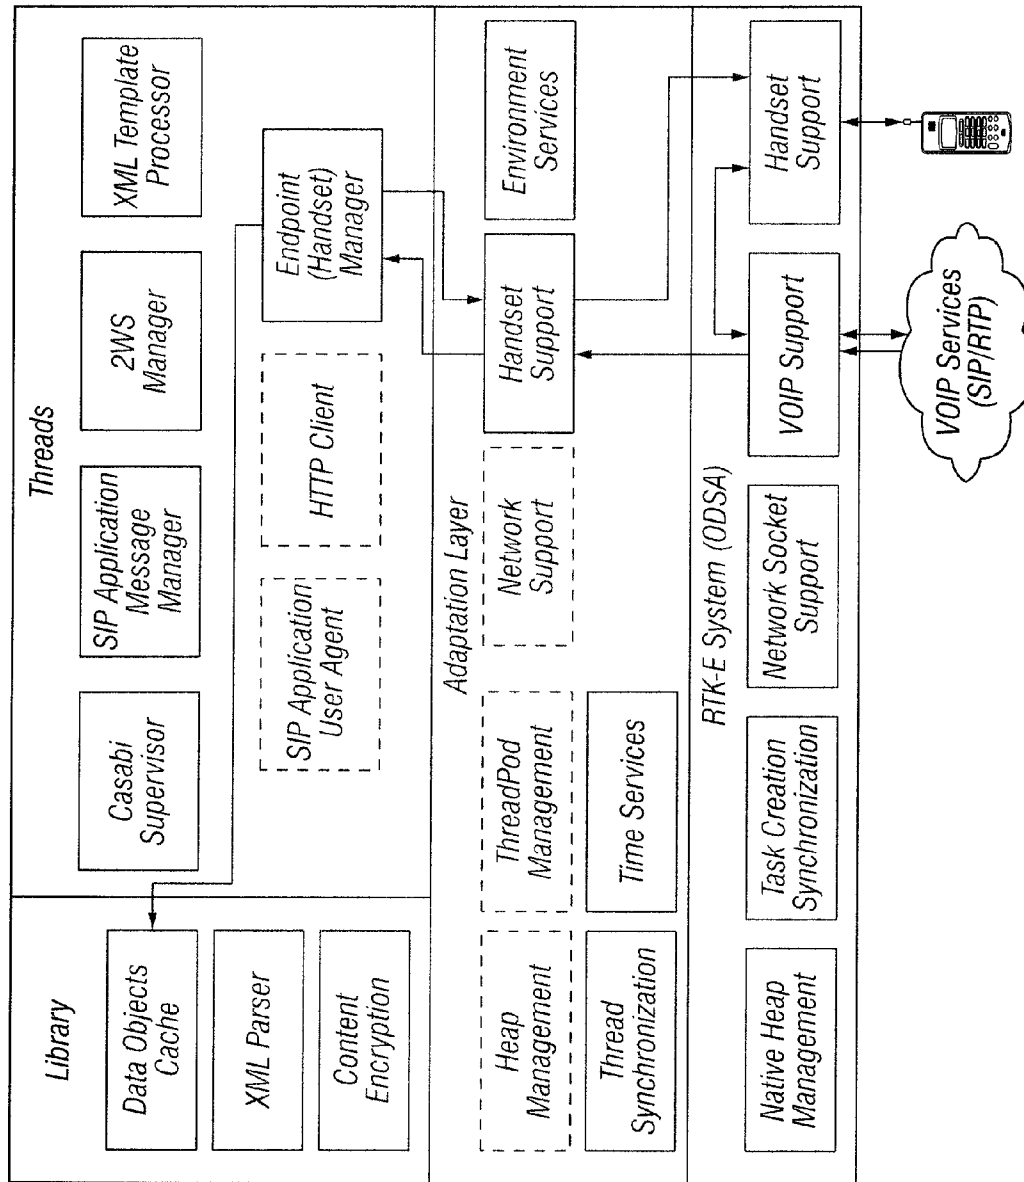 Library
Data Objects
Cache
XML Parser
Content
Encryption
Threads
Casabi
Supervisor
SIP Application
Message
Manager
2WS
Manager
XML Template
Processor
SIP Application
User Agent
HTTP Client
Endpoint
(Handset)
Manager
Adaptation Layer
Heap
Management
ThreadPod
Management
Network
Support
Handset
Support
Environment
Services
Thread
Synchronization
Time Services
RTK-E System (ODSA)
Native Heap
Management
Task Creation
Synchronization
Network Socket
Support
VOIP Support
Handset
Support
VOIP Services
(SIP/RTP)